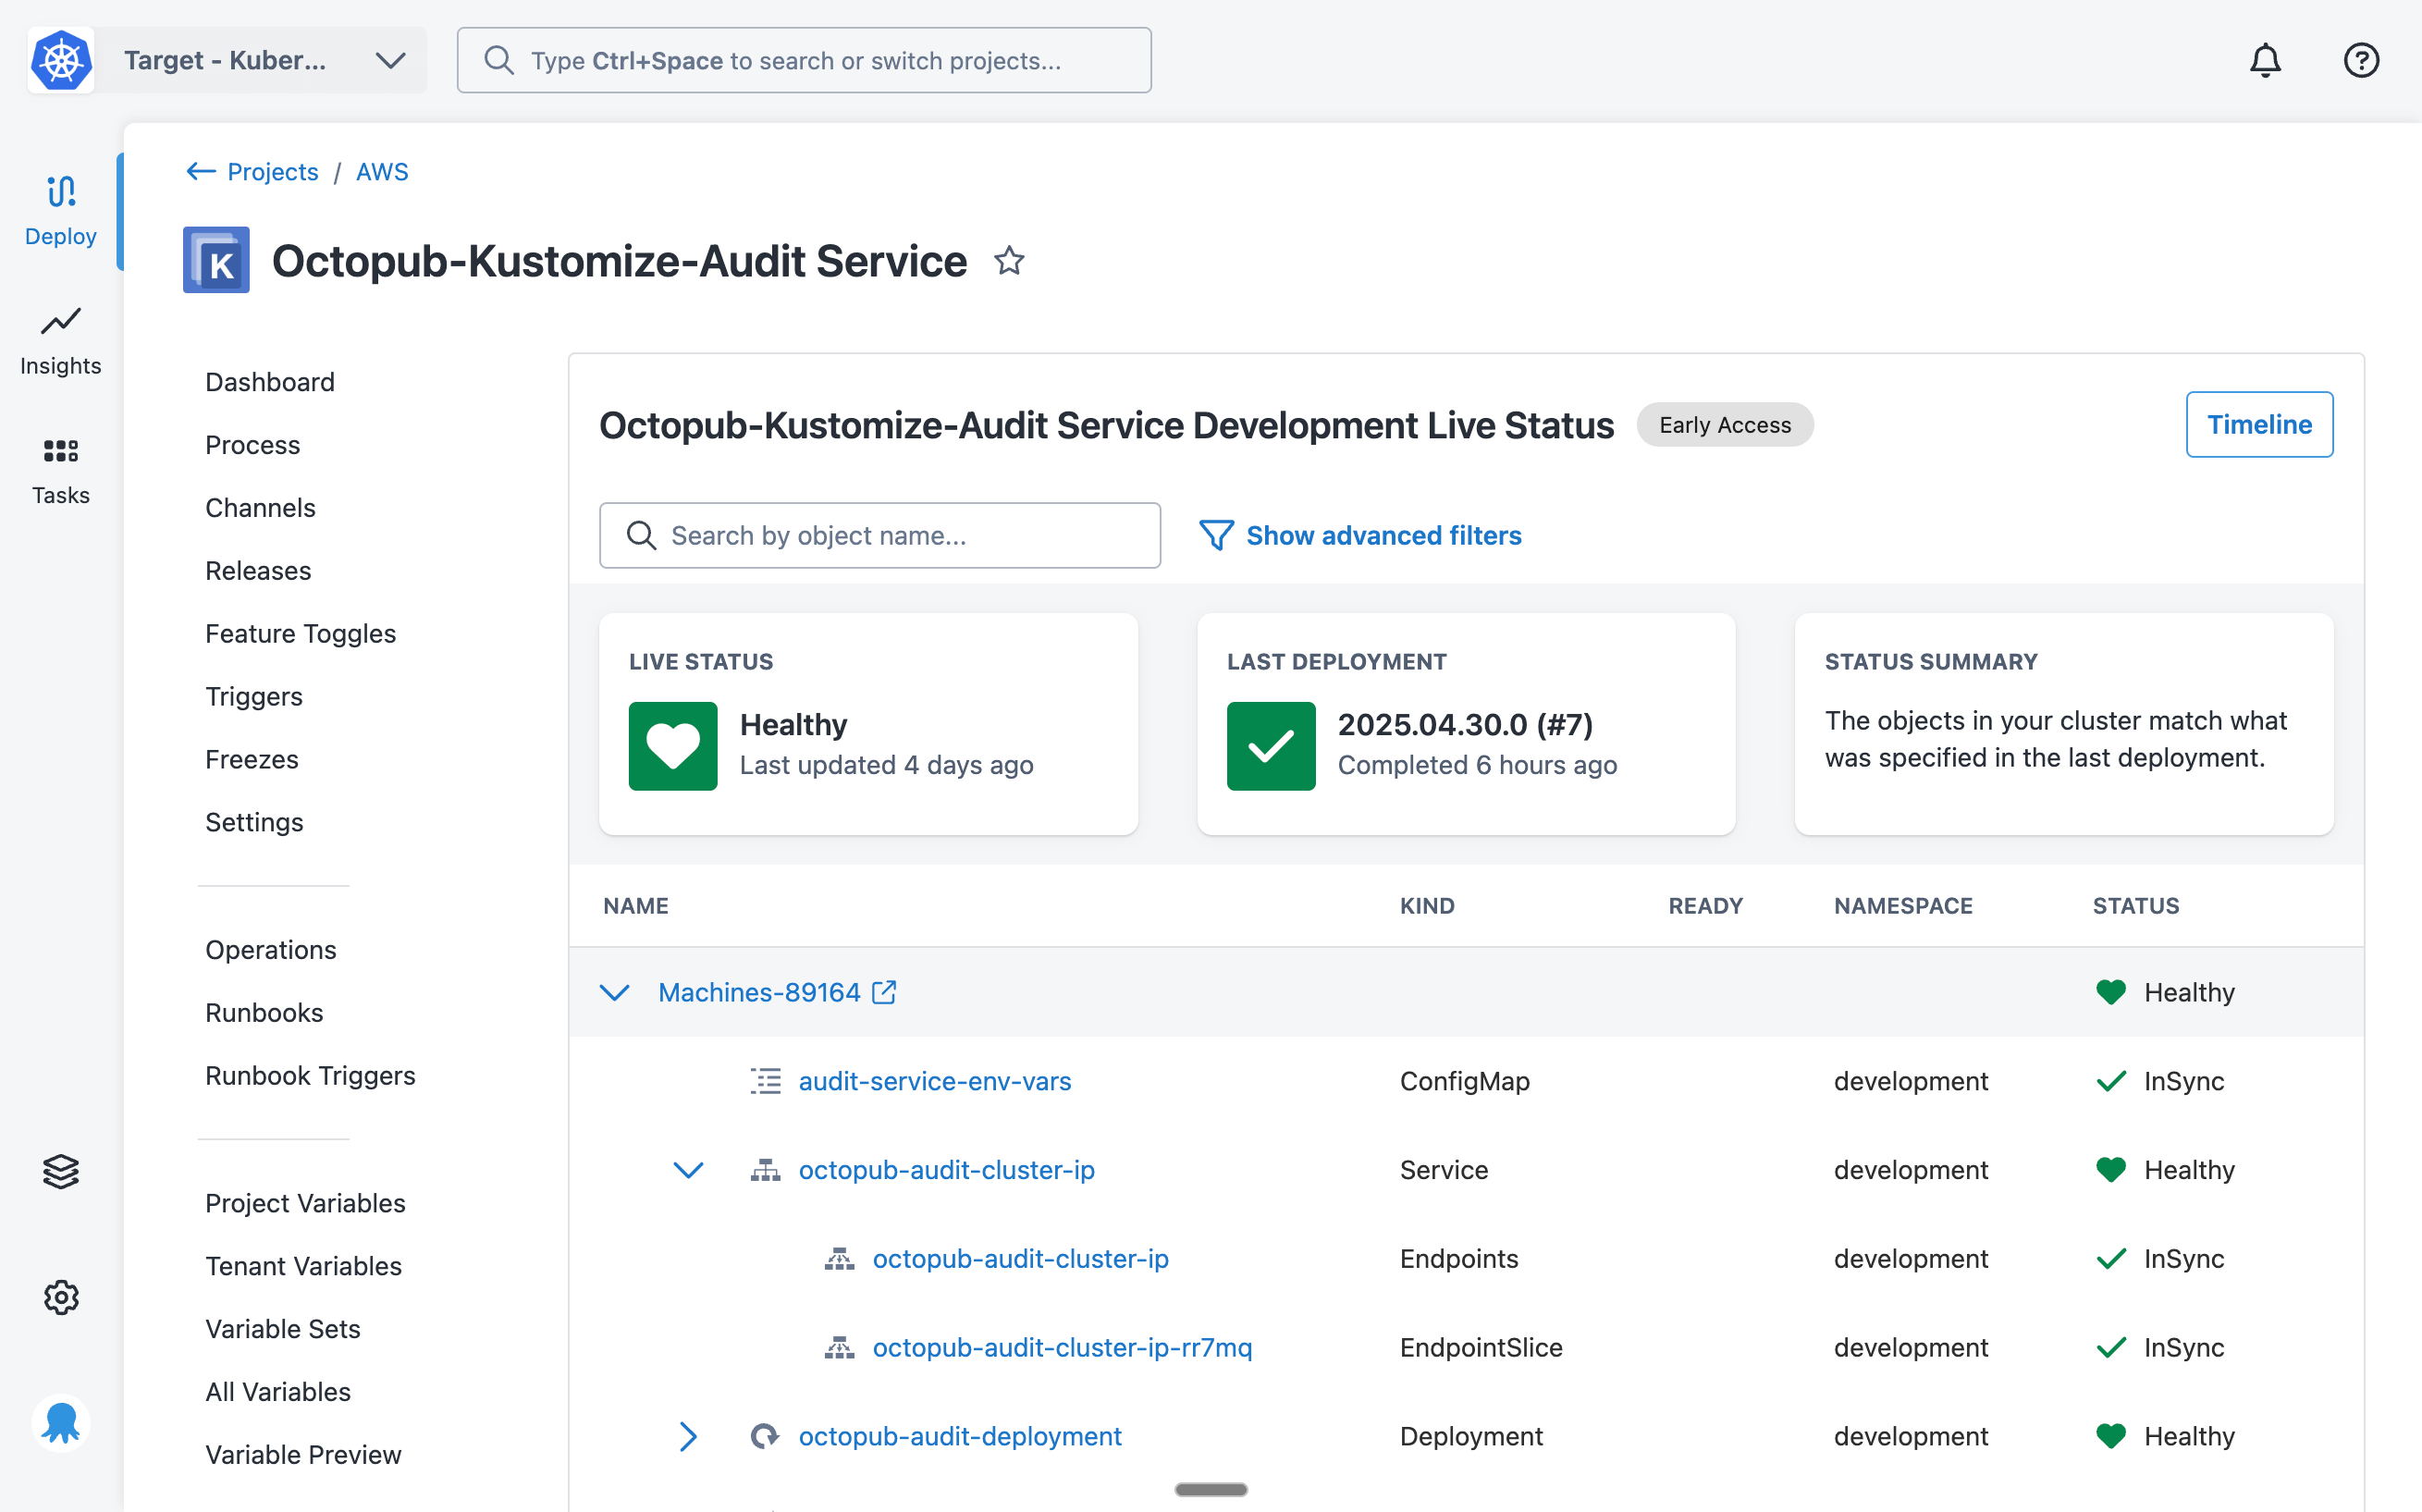 Target - Kuber...
Type Ctrl+Space to search or switch projects...
Deploy
Insights
Tasks
Projects / AWS
K
Octopub-Kustomize-Audit Service
Dashboard
Process
Channels
Releases
Feature Toggles
Triggers
Freezes
Settings
Operations
Runbooks
Runbook Triggers
Project Variables
Tenant Variables
Variable Sets
All Variables
Variable Preview
Octopub-Kustomize-Audit Service Development Live Status Early Access
Timeline
Search by object name...
Show advanced filters
LIVE STATUS
Healthy
Last updated 4 days ago
LAST DEPLOYMENT
2025.04.30.0 (#7)
Completed 6 hours ago
STATUS SUMMARY
The objects in your cluster match what
was specified in the last deployment.
NAME KIND READY NAMESPACE STATUS
Machines-89164 Healthy
audit-service-env-vars ConfigMap development InSync
octopub-audit-cluster-ip Service development Healthy
octopub-audit-cluster-ip Endpoints development InSync
octopub-audit-cluster-ip-rr7mq EndpointSlice development InSync
octopub-audit-deployment Deployment development Healthy